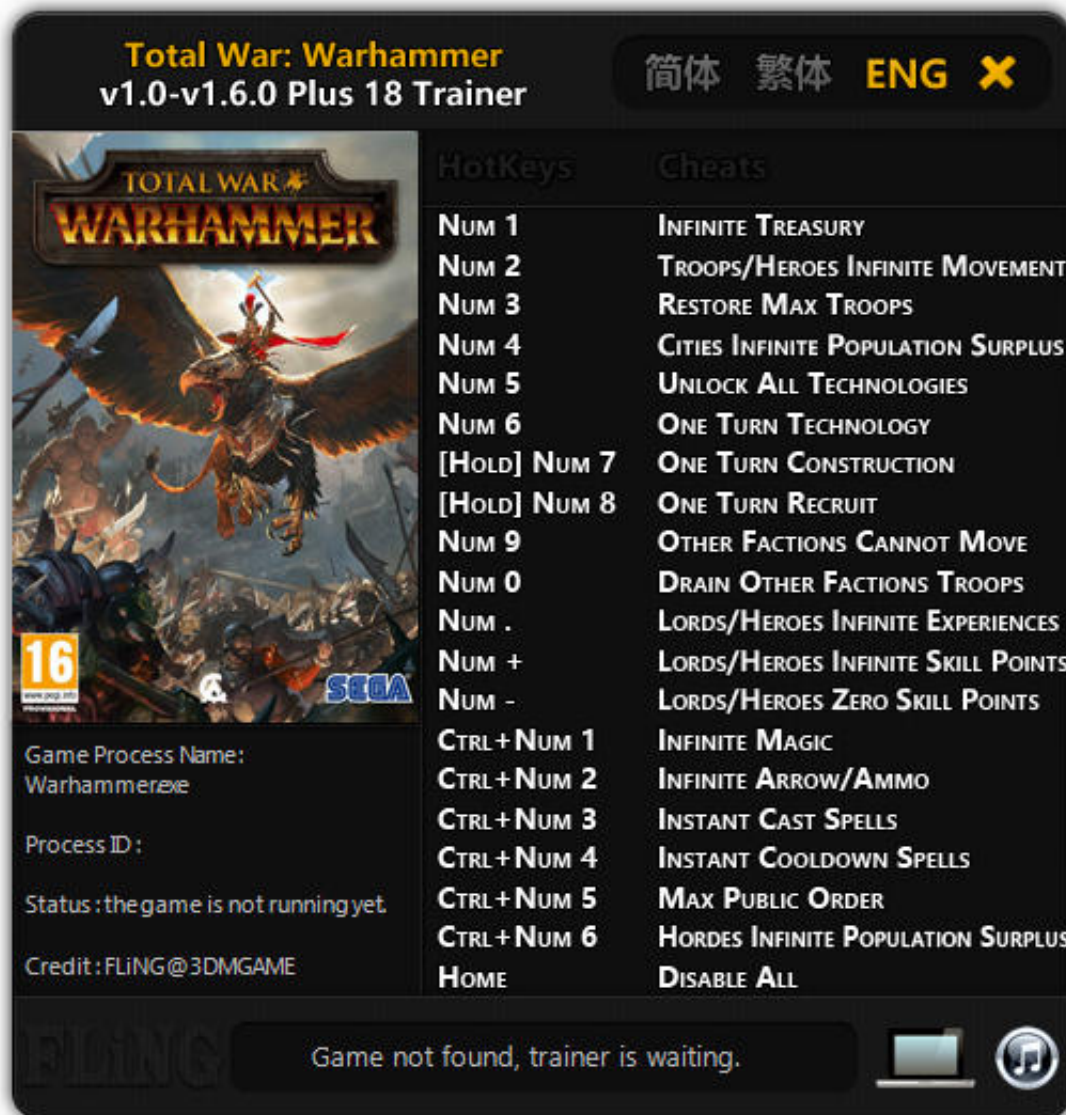 Total War: Warhammer
v1.0-v1.6.0 Plus 18 Trainer
简体 繁体 ENG
TOTAL WAR
WARHAMMER
16
www.pegi.info
PROVISIONAL
SEGA
Game Process Name:
Warhammer.exe
Process ID :
Status : the game is not running yet.
Credit : FLiNG@3DMGAME
HotKeys Cheats
NUM 1 INFINITE TREASURY
NUM 2 TROOPS/HEROES INFINITE MOVEMENT
NUM 3 RESTORE MAX TROOPS
NUM 4 CITIES INFINITE POPULATION SURPLUS
NUM 5 UNLOCK ALL TECHNOLOGIES
NUM 6 ONE TURN TECHNOLOGY
[HOLD] NUM 7 ONE TURN CONSTRUCTION
[HOLD] NUM 8 ONE TURN RECRUIT
NUM 9 OTHER FACTIONS CANNOT MOVE
NUM 0 DRAIN OTHER FACTIONS TROOPS
NUM . LORDS/HEROES INFINITE EXPERIENCES
NUM + LORDS/HEROES INFINITE SKILL POINTS
NUM - LORDS/HEROES ZERO SKILL POINTS
CTRL+NUM 1 INFINITE MAGIC
CTRL+NUM 2 INFINITE ARROW/AMMO
CTRL+NUM 3 INSTANT CAST SPELLS
CTRL+NUM 4 INSTANT COOLDOWN SPELLS
CTRL+NUM 5 MAX PUBLIC ORDER
CTRL+NUM 6 HORDES INFINITE POPULATION SURPLUS
HOME DISABLE ALL
FLiNG
Game not found, trainer is waiting.